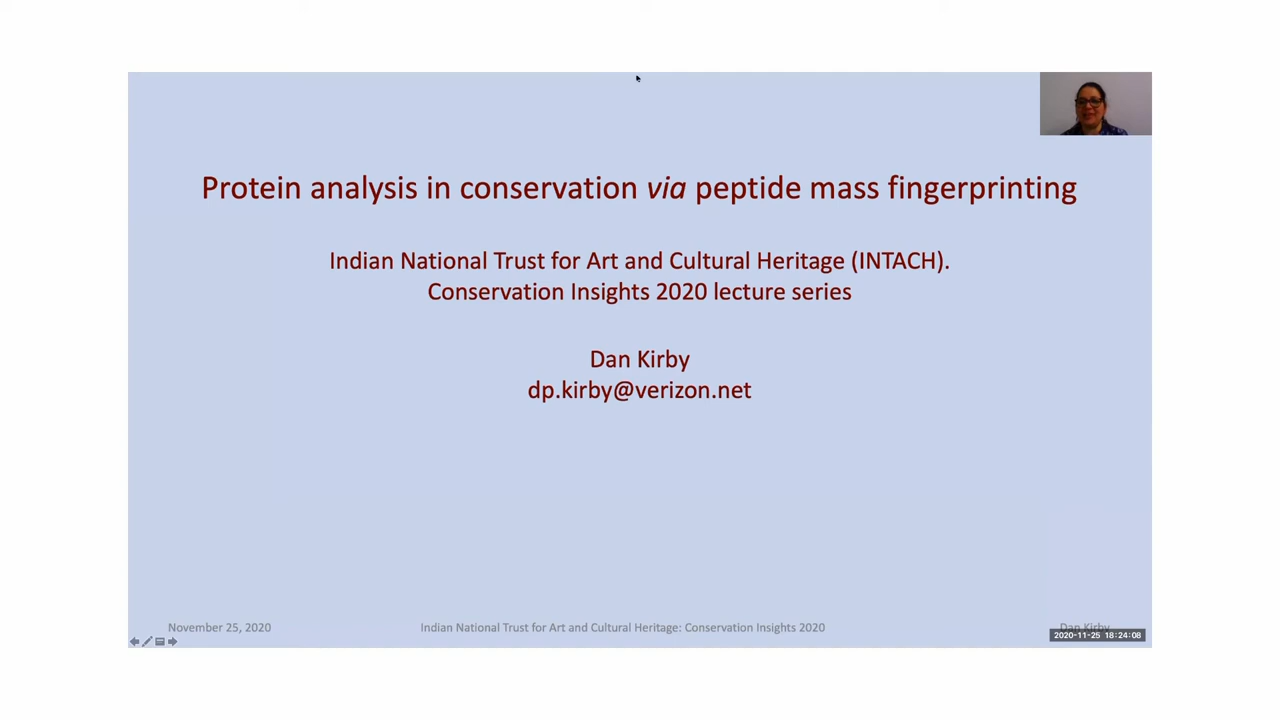 Protein analysis in conservation via peptide mass fingerprinting
Indian National Trust for Art and Cultural Heritage (INTACH).
Conservation Insights 2020 lecture series
Dan Kirby
dp.kirby@verizon.net
November 25, 2020
Indian National Trust for Art and Cultural Heritage: Conservation Insights 2020
Dan Kirby
2020-11-25 18:24:08